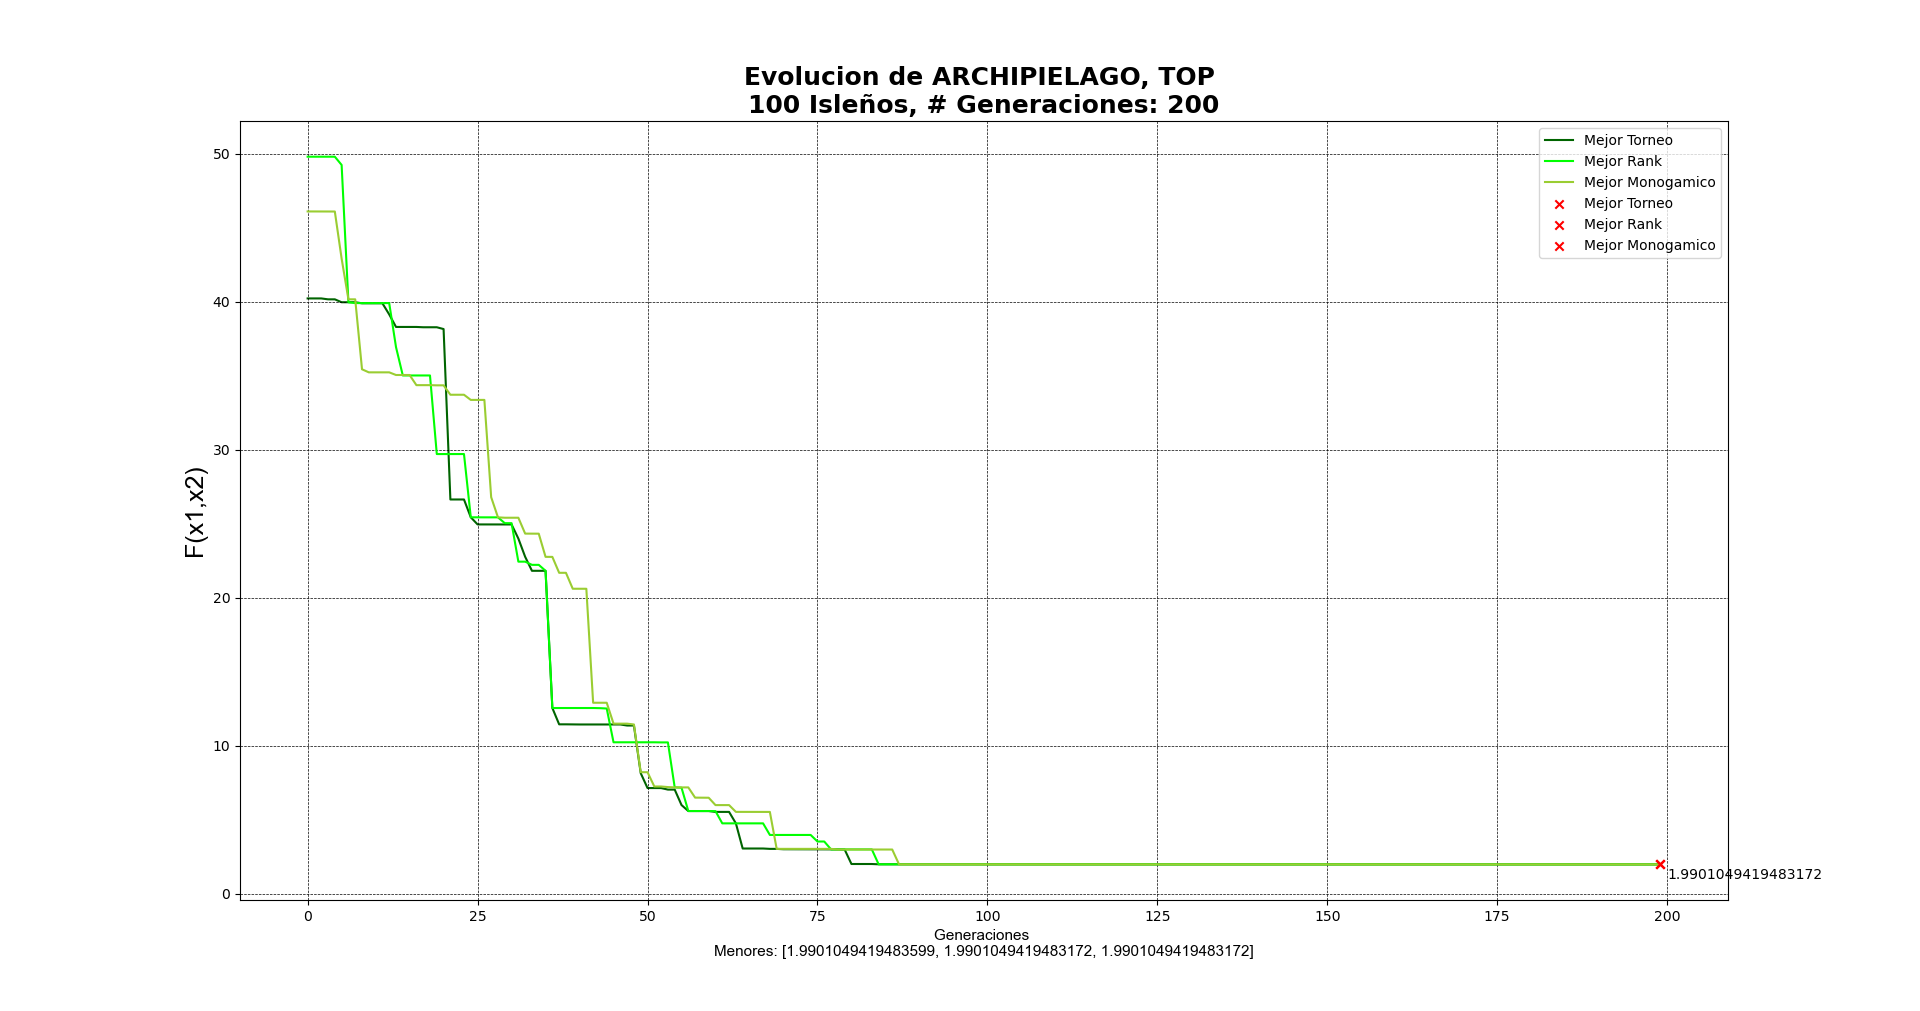 Evolucion de ARCHIPIELAGO, TOP
100 Isleños, # Generaciones: 200
Mejor Torneo
Mejor Rank
Mejor Monogamico
Mejor Torneo
Mejor Rank
Mejor Monogamico
F(x1,x2)
50
40
30
20
10
0
1.9901049419483172
0 25 50 75 100 125 150 175 200
Generaciones
Menores: [1.9901049419483599, 1.9901049419483172, 1.9901049419483172]